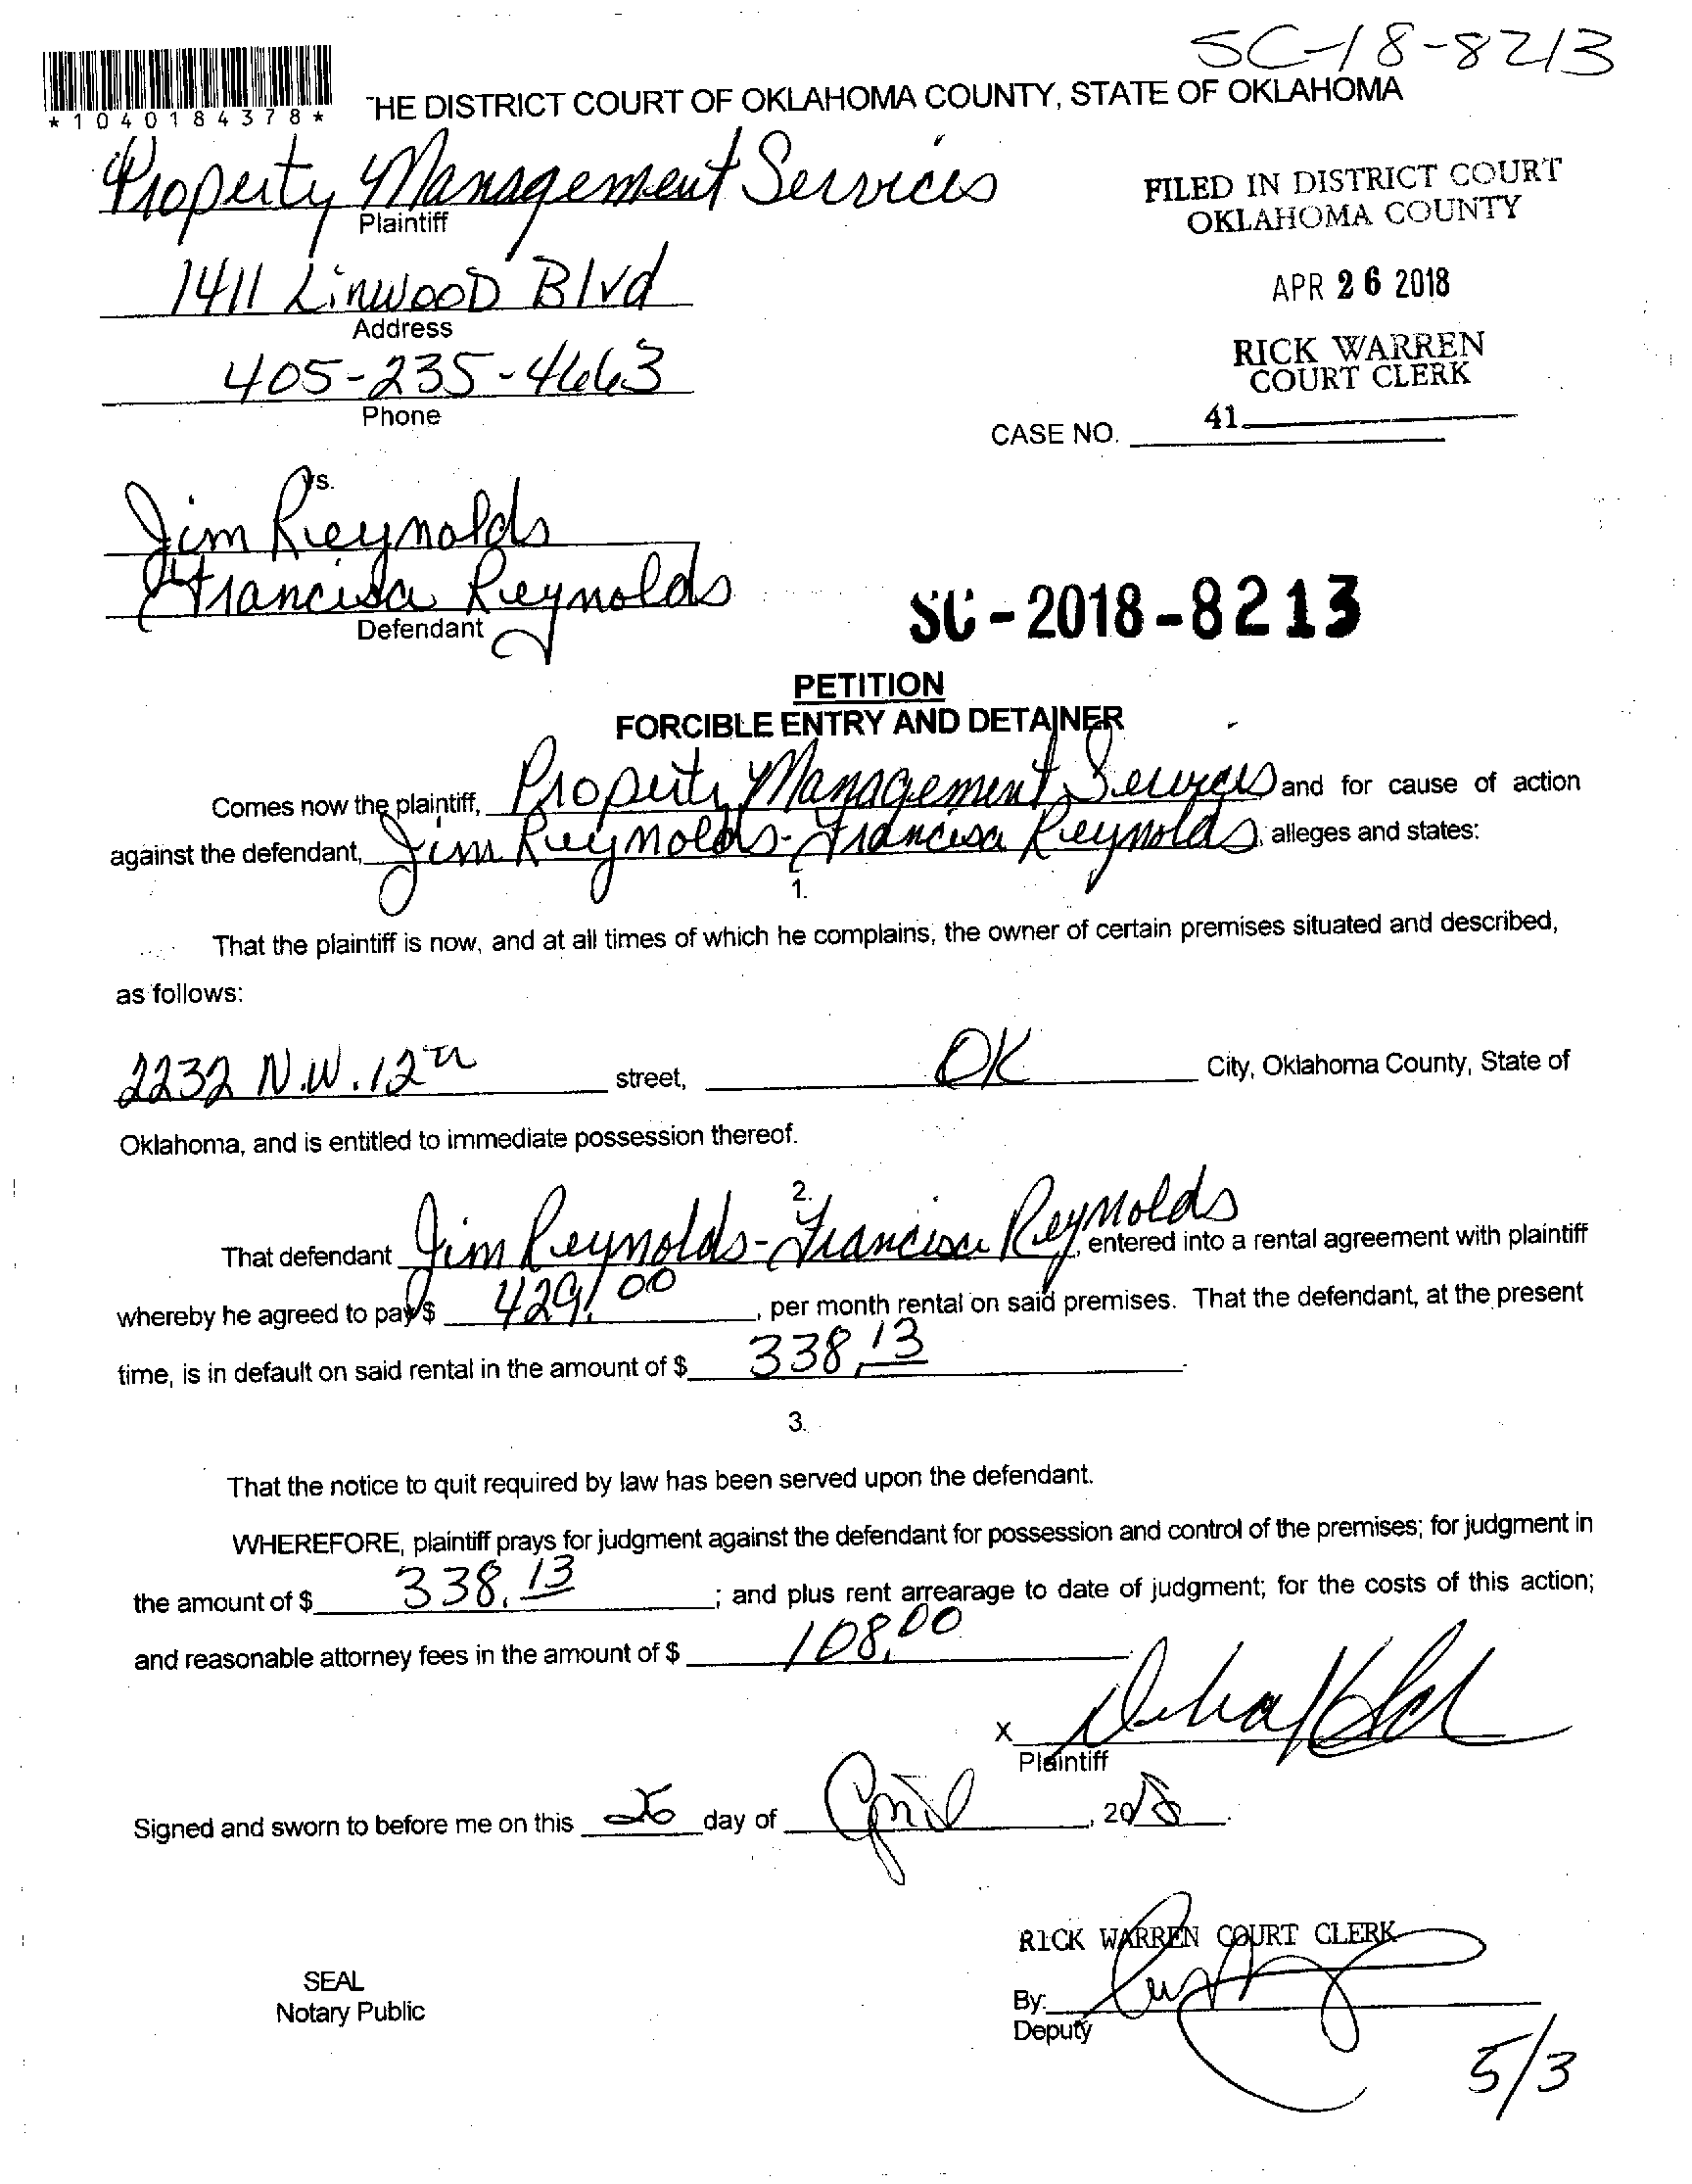 SC-18-8213
*1040184378*
THE DISTRICT COURT OF OKLAHOMA COUNTY, STATE OF OKLAHOMA
Property Management Services
Plaintiff
FILED IN DISTRICT COURT
OKLAHOMA COUNTY
1411 Linwood Blvd
Address
APR 26 2018
405-235-4663
Phone
RICK WARREN
COURT CLERK
41
CASE NO.
vs.
Jim Reynolds
Francisa Reynolds
Defendant
SC-2018-8213
PETITION
FORCIBLE ENTRY AND DETAINER
Comes now the plaintiff, Property Management Services and for cause of action
against the defendant, Jim Reynolds-Francisa Reynolds, alleges and states:
1.
That the plaintiff is now, and at all times of which he complains, the owner of certain premises situated and described,
as follows:
2232 N.W. 12th street, OK City, Oklahoma County, State of
Oklahoma, and is entitled to immediate possession thereof.
2.
That defendant Jim Reynolds-Francisa Reynolds, entered into a rental agreement with plaintiff
whereby he agreed to pay $ 429.00, per month rental on said premises. That the defendant, at the present
time, is in default on said rental in the amount of $ 338.13
3.
That the notice to quit required by law has been served upon the defendant.
WHEREFORE, plaintiff prays for judgment against the defendant for possession and control of the premises; for judgment in
the amount of $ 338.13; and plus rent arrearage to date of judgment; for the costs of this action;
and reasonable attorney fees in the amount of $ 108.00
X
Plaintiff
Signed and sworn to before me on this 26 day of April, 2018.
RICK WARREN COURT CLERK
SEAL
Notary Public
By:
Deputy
5/3